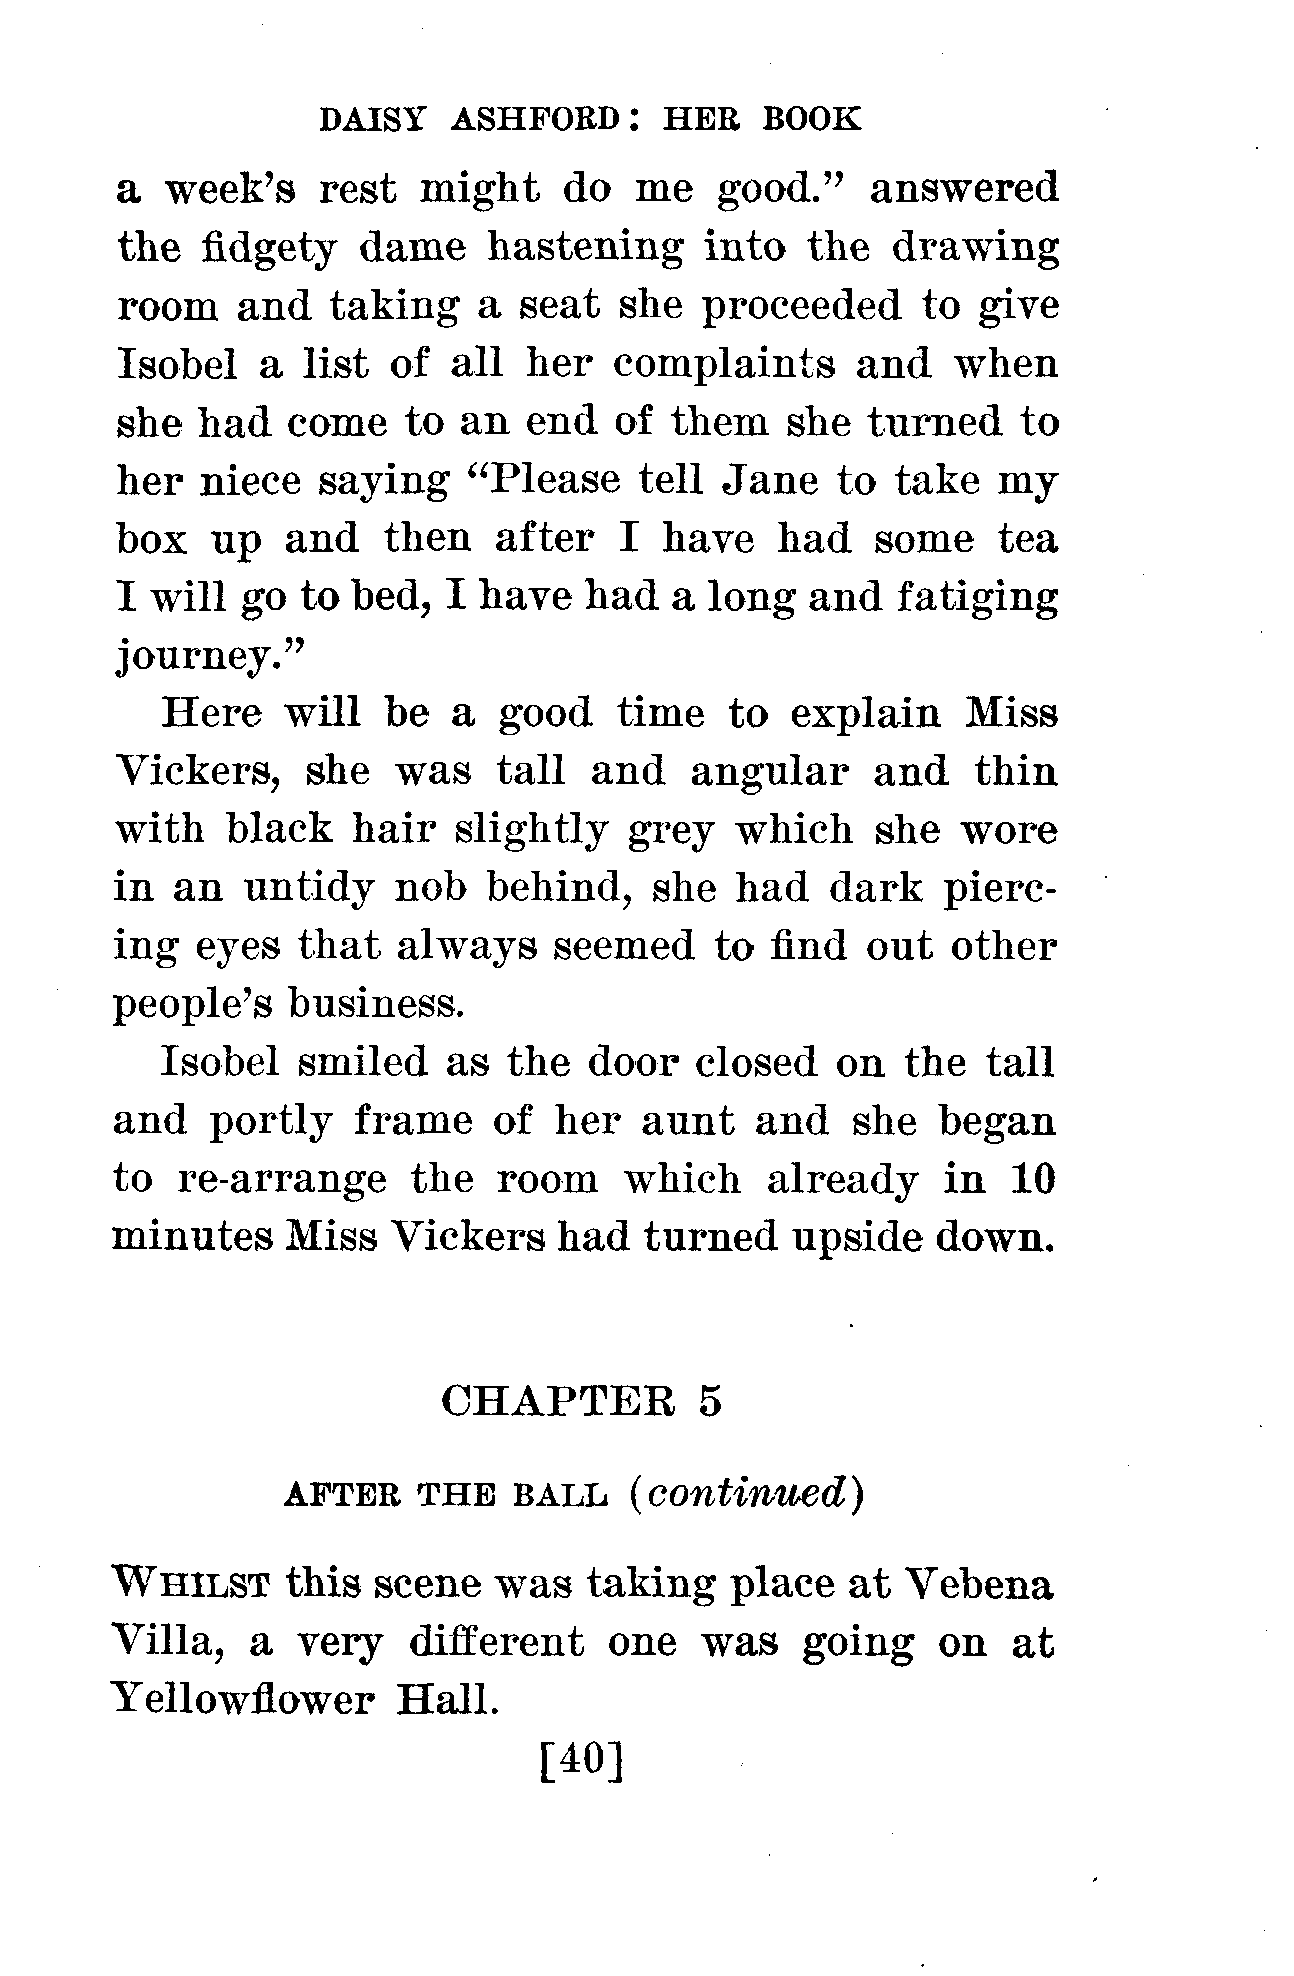 DAISY ASHFORD: HER BOOK
a week's rest might do me good." answered
the fidgety dame hastening into the drawing
room and taking a seat she proceeded to give
Isobel a list of all her complaints and when
she had come to an end of them she turned to
her niece saying "Please tell Jane to take my
box up and then after I have had some tea
I will go to bed, I have had a long and fatiging
journey."
Here will be a good time to explain Miss
Vickers, she was tall and angular and thin
with black hair slightly grey which she wore
in an untidy nob behind, she had dark pierc-
ing eyes that always seemed to find out other
people's business.
Isobel smiled as the door closed on the tall
and portly frame of her aunt and she began
to re-arrange the room which already in 10
minutes Miss Vickers had turned upside down.
CHAPTER 5
AFTER THE BALL (continued)
WHILST this scene was taking place at Vebena
Villa, a very different one was going on at
Yellowflower Hall.
[40]